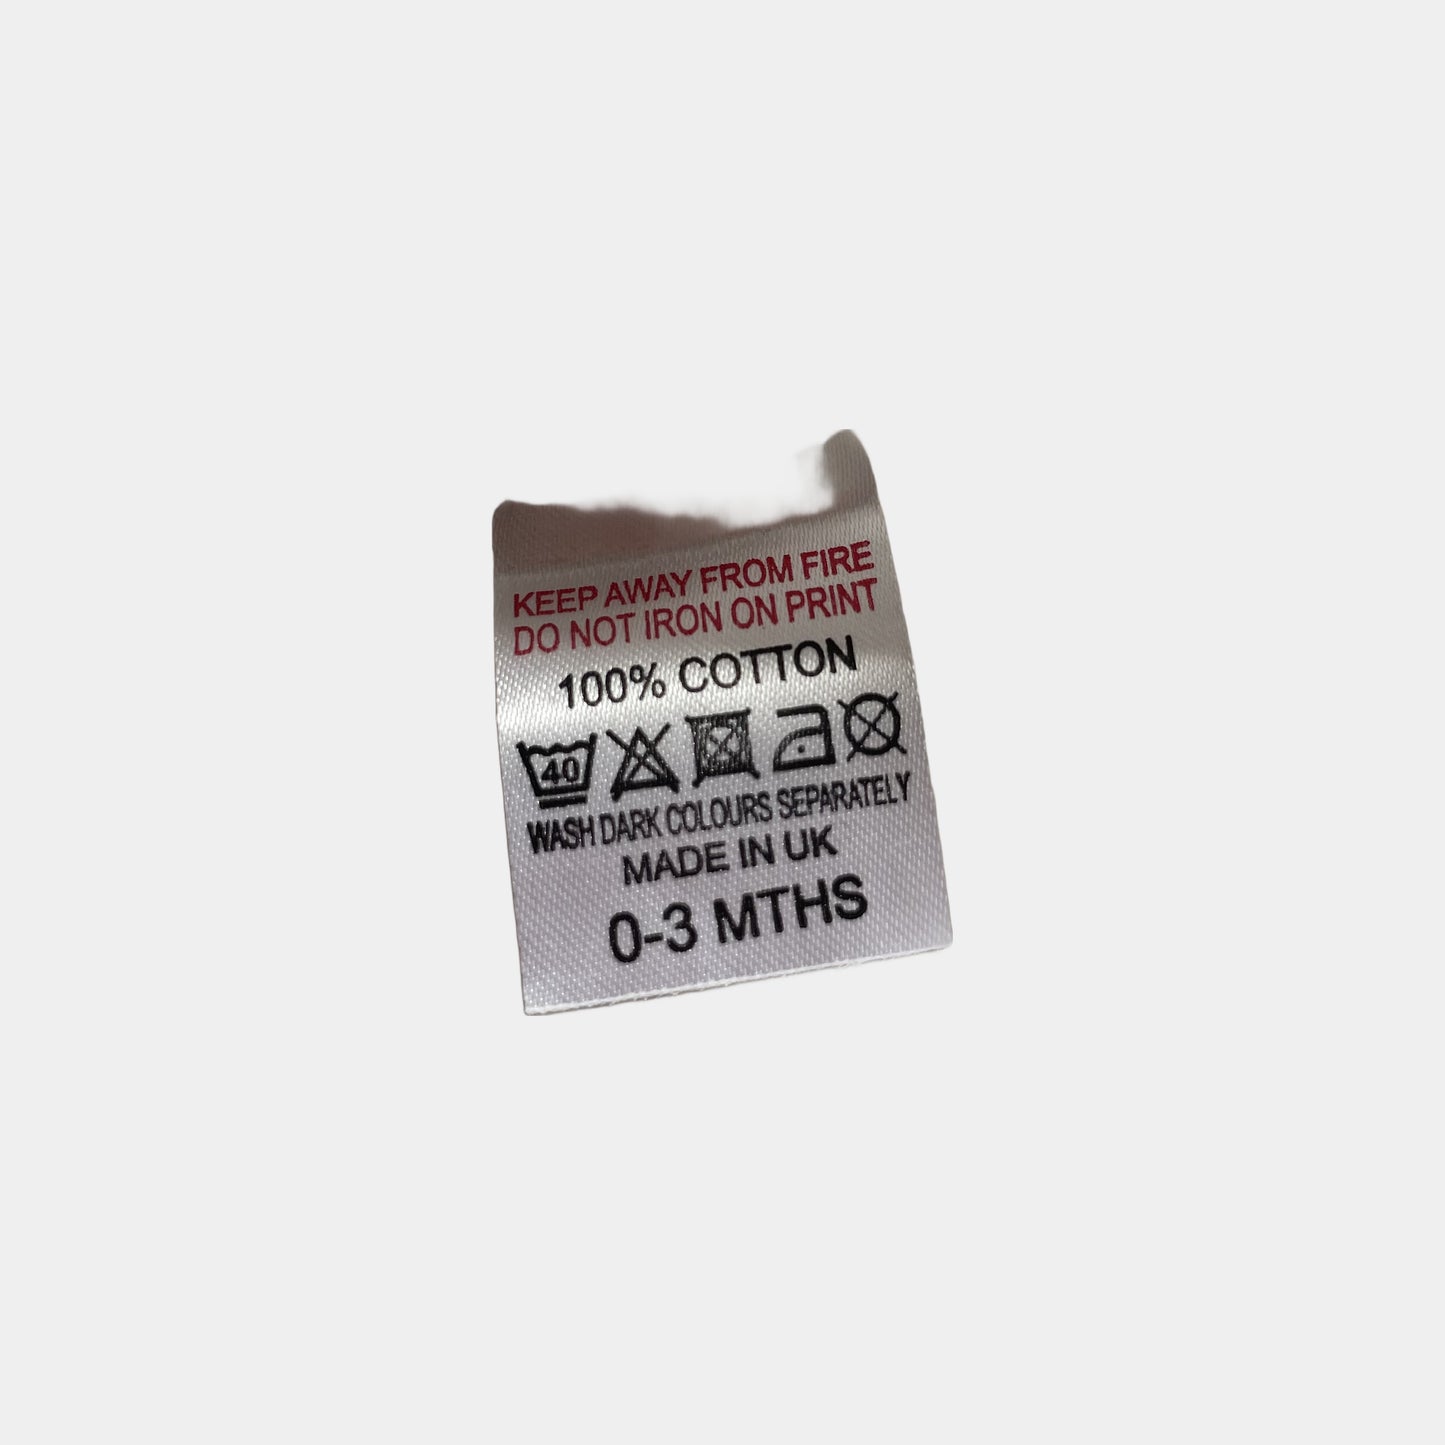 KEEP AWAY FROM FIRE
DO NOT IRON ON PRINT
100% COTTON
40
WASH DARK COLOURS SEPARATELY
MADE IN UK
0-3 MTHS